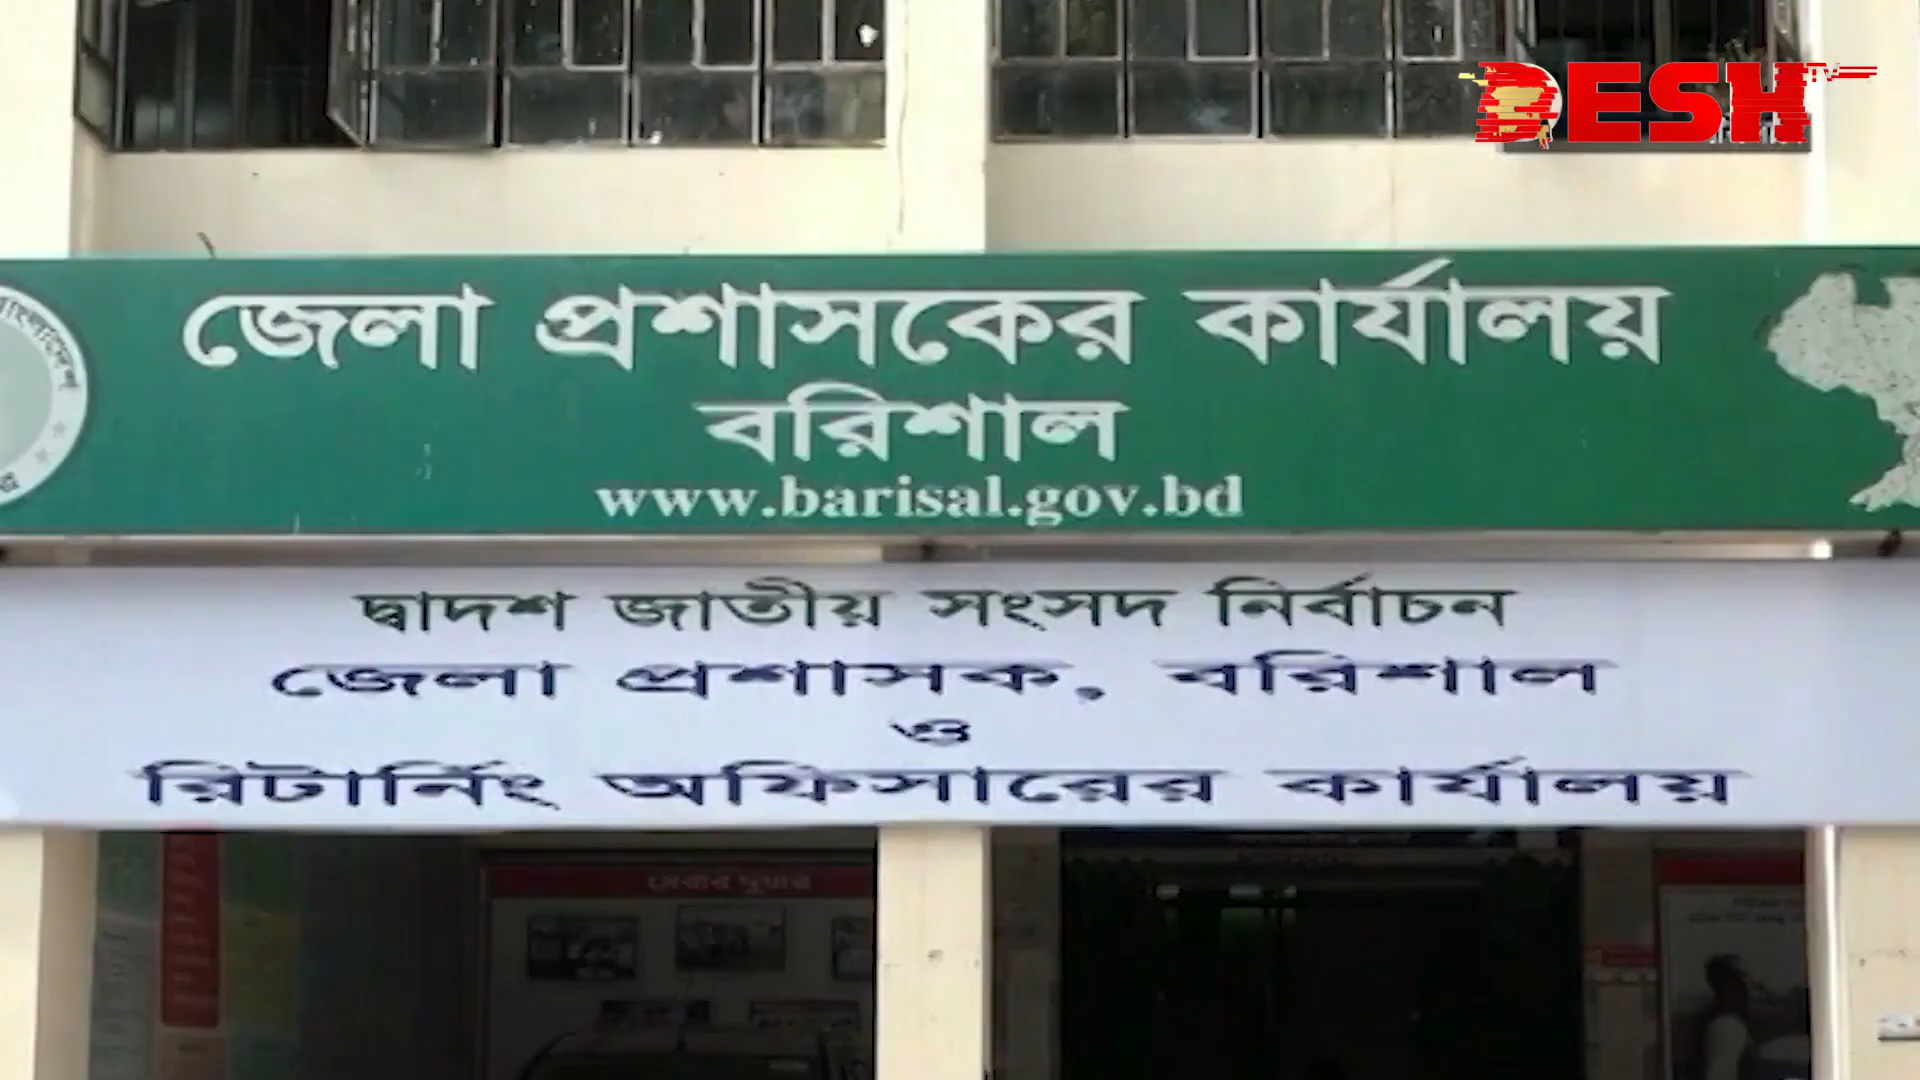 DESH TV
জেলা প্রশাসকের কার্যালয়
বরিশাল
www.barisal.gov.bd
দ্বাদশ জাতীয় সংসদ নির্বাচন
জেলা প্রশাসক, বরিশাল
ও
রিটার্নিং অফিসারের কার্যালয়